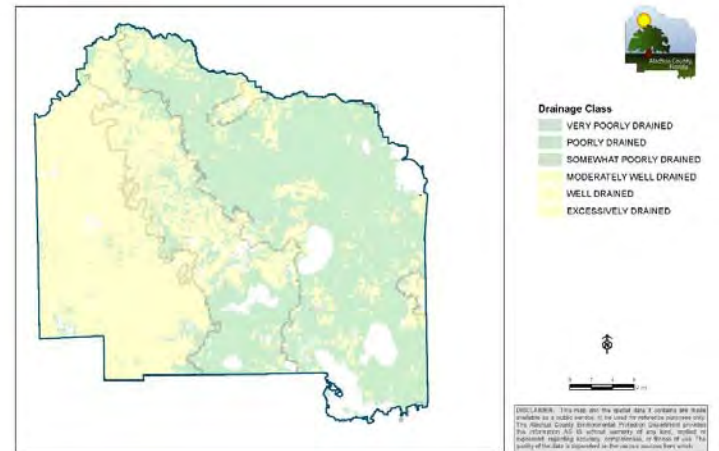 Alachua County
Florida
Drainage Class
VERY POORLY DRAINED
POORLY DRAINED
SOMEWHAT POORLY DRAINED
MODERATELY WELL DRAINED
WELL DRAINED
EXCESSIVELY DRAINED
DISCLAIMER: This map and the spatial data it contains are made
available as a public service, to be used for reference purposes only.
The Alachua County Environmental Protection Department provides
this information AS IS without warranty of any kind, implied or
expressed regarding accuracy, completeness, or fitness of use. The
quality of the data is dependent on the various sources from which